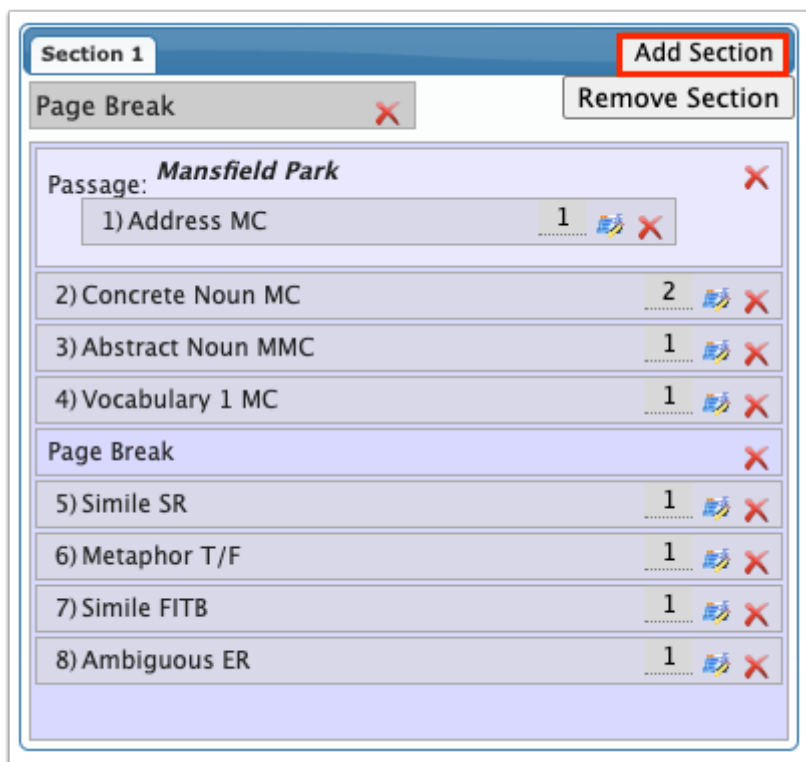 Section 1 Add Section
Page Break Remove Section
Passage: Mansfield Park
1) Address MC 1
2) Concrete Noun MC 2
3) Abstract Noun MMC 1
4) Vocabulary 1 MC 1
Page Break
5) Simile SR 1
6) Metaphor T/F 1
7) Simile FITB 1
8) Ambiguous ER 1